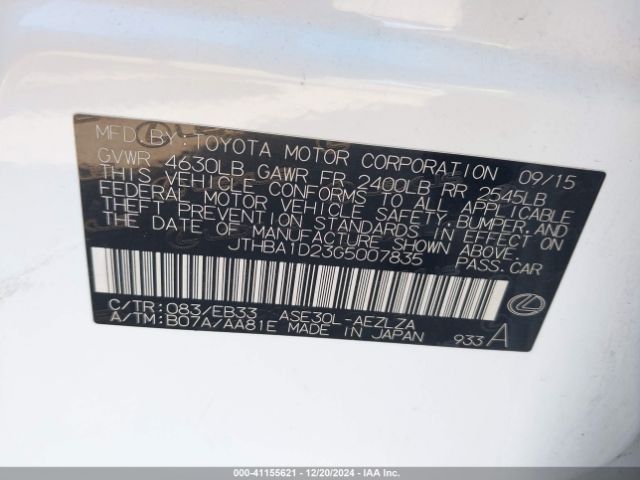 MFD.BY:TOYOTA MOTOR CORPORATION 09/15
GVWR 4630LB GAWR FR 2400LB RR 2545LB
THIS VEHICLE CONFORMS TO ALL APPLICABLE
FEDERAL MOTOR VEHICLE SAFETY,BUMPER,AND
THEFT PREVENTION STANDARDS IN EFFECT ON
THE DATE OF MANUFACTURE SHOWN ABOVE.
JTHBA1D23G5007835 PASS.CAR
C/TR:083/EB33 ASE30L-AEZLZA
A/TM:B07A/AA81E MADE IN JAPAN 933A
000-41155621 | 12/20/2024 - IAA Inc.